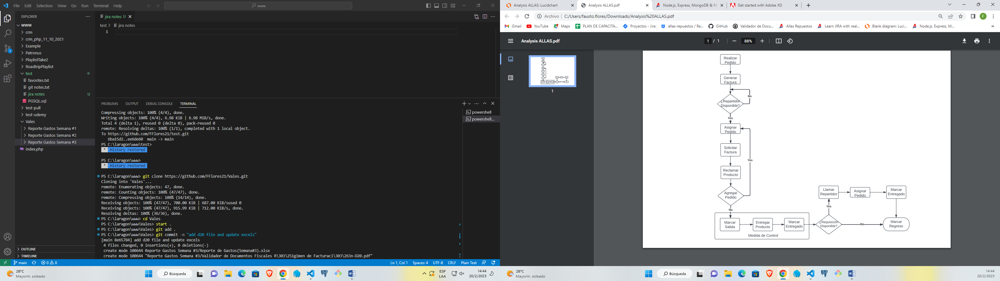 File Edit Selection View Go Run Terminal Help
www
EXPLORER
WWW
crm
crm_php_11_10_2021
Example
Patronus
PlaylistTake2
RoadtripPlaylist
test
favorites.txt
git notes.txt
jira notes U
PGSQL.sql
test-pull
test-udemy
Vales
Reporte Gastos Semana #1
Reporte Gastos Semana #2
Reporte Gastos Semana #3
index.php
OUTLINE
TIMELINE
jira notes U
test > jira notes
1
PROBLEMS OUTPUT DEBUG CONSOLE TERMINAL
powershell
powershell...
Compressing objects: 100% (4/4), done.
Writing objects: 100% (4/4), 6.98 KiB | 6.98 MiB/s, done.
Total 4 (delta 1), reused 0 (delta 0), pack-reused 0
remote: Resolving deltas: 100% (1/1), completed with 1 local object.
To https://github.com/FFlores21/test.git
6ba15d2..ee6de60 main -> main
PS C:\laragon\www\test>
* History restored
PS C:\laragon\www>
* History restored
PS C:\laragon\www> git clone https://github.com/FFlores21/Vales.git
Cloning into 'Vales'...
remote: Enumerating objects: 47, done.
remote: Counting objects: 100% (47/47), done.
remote: Compressing objects: 100% (14/14), done.
Receiving objects: 100% (47/47), 700.00 KiB | 687.00 KiB/sused 0
Receiving objects: 100% (47/47), 915.99 KiB | 712.00 KiB/s, done.
Resolving deltas: 100% (36/36), done.
PS C:\laragon\www> cd Vales
PS C:\laragon\www\Vales> start .
PS C:\laragon\www\Vales> git add .
PS C:\laragon\www\Vales> git commit -m "add d20 file and update excels"
[main 8e65784] add d20 file and update excels
4 files changed, 0 insertions(+), 0 deletions(-)
create mode 100644 Reporte Gastos Semana #3/Reporte de Gastos(Semana#3).xlsx
create mode 100644 "Reporte Gastos Semana #3/Validador de Documentos Fiscales R\303\251gimen de Facturaci\303\263n-D20.pdf"
main 0 0
Ln 1, Col 1 Spaces: 4 UTF-8 CRLF Plain Text
28°C
Mayorm. soleado
Búsqueda
ESP
LAA
14:44
20/2/2023
Analysis ALLAS: Lucidchart
Analysis ALLAS.pdf
Node.js, Express, MongoDB & M
Get started with Adobe XD
Archivo C:/Users/fausto.flores/Downloads/Analysis%20ALLAS.pdf
F
Gmail YouTube Maps PLAN DE CAPACITA... Proyectos - Jira allas-repuestos / Re... GitHub Validador de Docu... Allas Repuestos Learn JIRA with real... Blank diagram: Luci... Node.js, Express, M... »
Analysis ALLAS.pdf
1 / 1
88%
1
Realizar
Pedido
Generar
Factura
No
¿Repartidor
Disponible?
Yes
Asignar
Pedido
Solicitar
Factura
Yes
Reclamar
Producto
Agregar
Pedido
No
Marcar
Salida
Entregar
Producto
Marcar
Entregado
Medida de Control
¿Requisición
Disponible?
Yes
No
Llamar
Repartidor
Asignar
Pedido
Marcar
Entregado
Marcar
Regreso
28°C
Mayorm. soleado
Búsqueda
14:44
20/2/2023